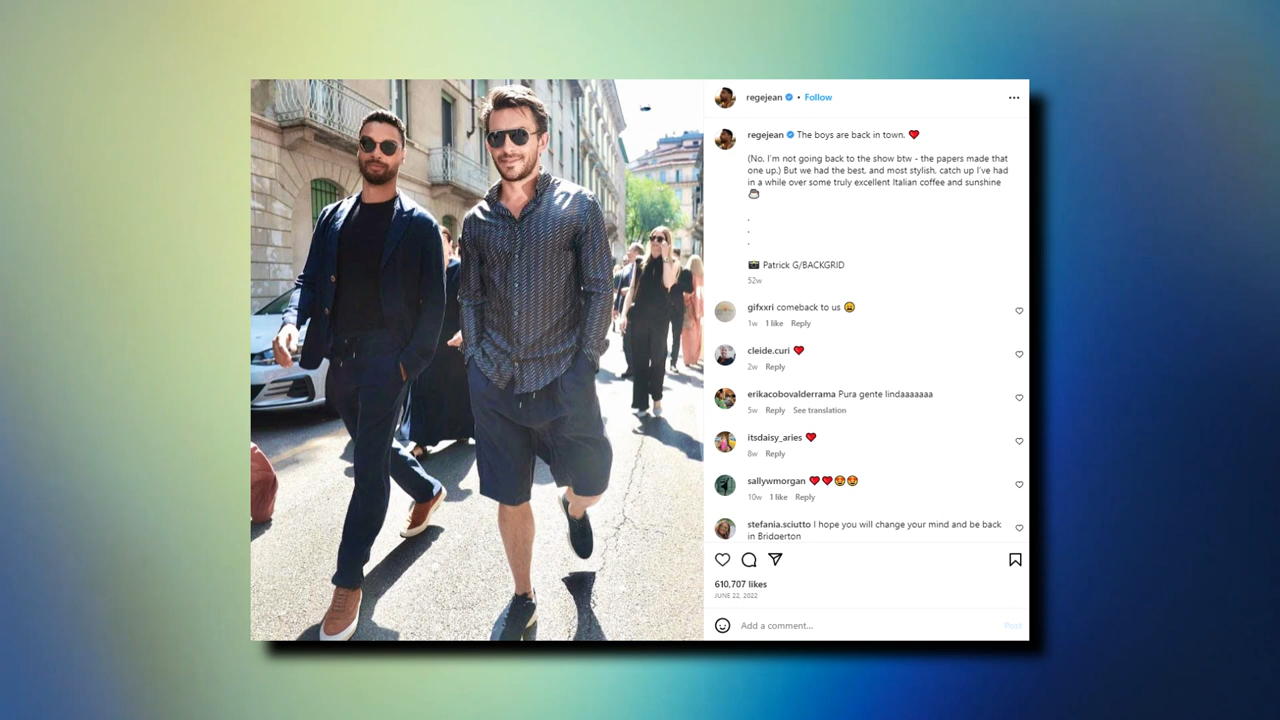 regejean • Follow
regejean The boys are back in town. ❤️
(No, I'm not going back to the show btw - the papers made that
one up.) But we had the best, and most stylish, catch up I've had
in a while over some truly excellent Italian coffee and sunshine
.
.
.
📸 Patrick G/BACKGRID
52w
gifxxri comeback to us 😩
1w 1 like Reply
cleide.curi ❤️
2w Reply
erikacobovalderrama Pura gente lindaaaaaa
5w Reply See translation
itsdaisy_aries ❤️
8w Reply
sallywmorgan ❤️❤️🥰🥰
10w 1 like Reply
stefania.sciutto I hope you will change your mind and be back
in Bridgerton
610,707 likes
JUNE 22, 2022
Add a comment...
Post